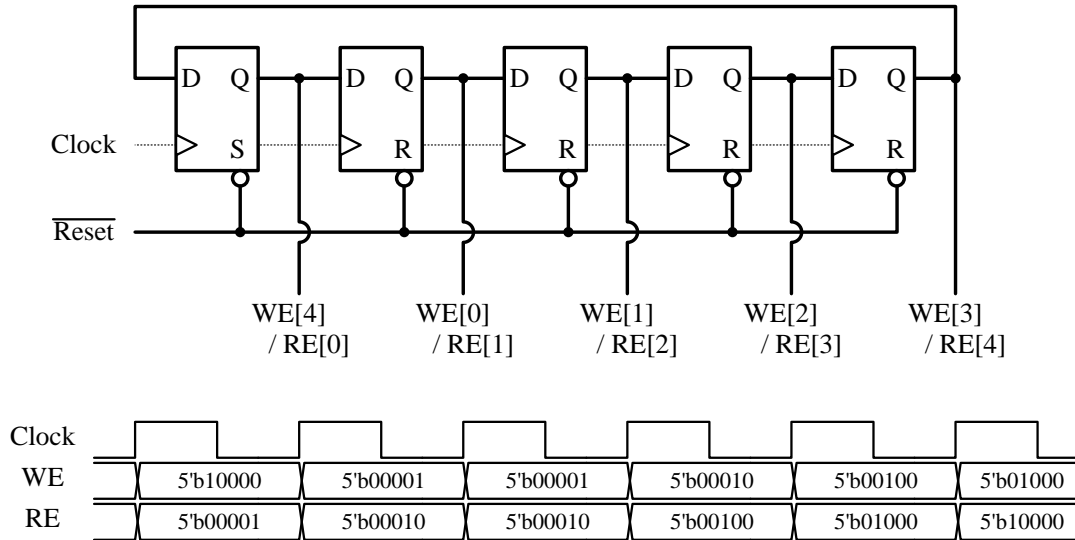 D Q D Q D Q D Q D Q
Clock S R R R R
Reset
WE[4] WE[0] WE[1] WE[2] WE[3]
/ RE[0] / RE[1] / RE[2] / RE[3] / RE[4]
Clock
WE 5'b10000 5'b00001 5'b00001 5'b00010 5'b00100 5'b01000
RE 5'b00001 5'b00010 5'b00010 5'b00100 5'b01000 5'b10000